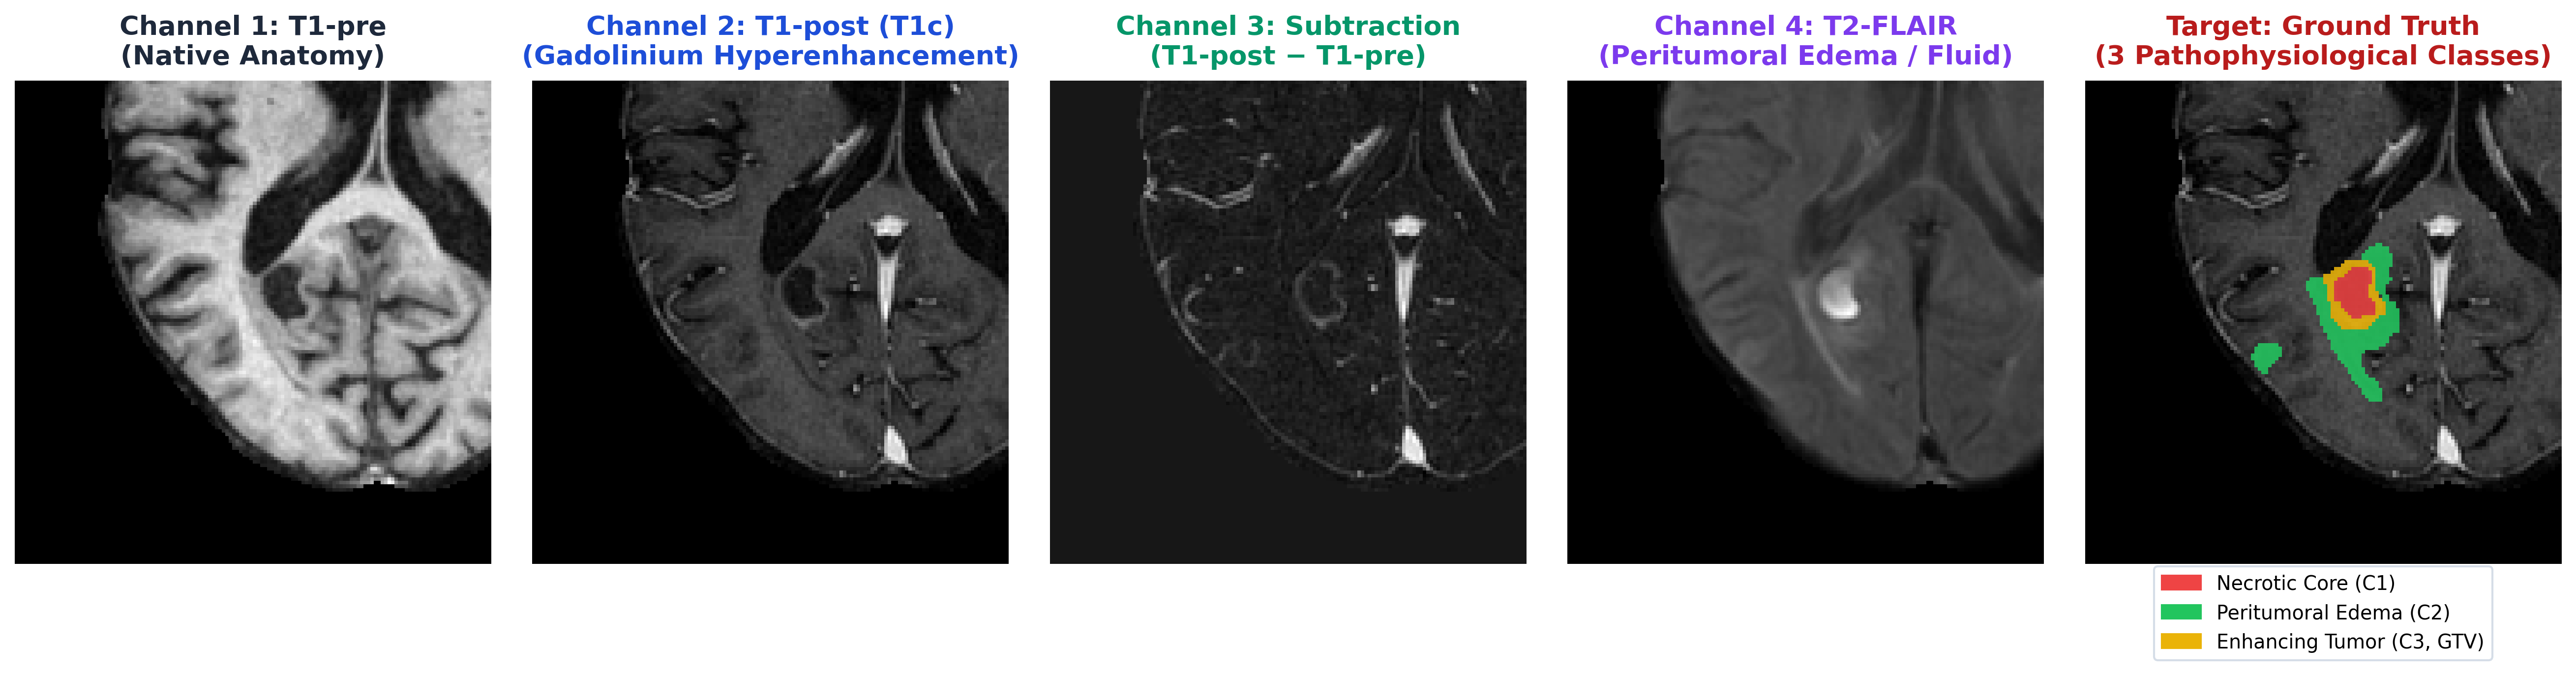 Channel 1: T1-pre
(Native Anatomy)
Channel 2: T1-post (T1c)
(Gadolinium Hyperenhancement)
Channel 3: Subtraction
(T1-post − T1-pre)
Channel 4: T2-FLAIR
(Peritumoral Edema / Fluid)
Target: Ground Truth
(3 Pathophysiological Classes)
Necrotic Core (C1)
Peritumoral Edema (C2)
Enhancing Tumor (C3, GTV)